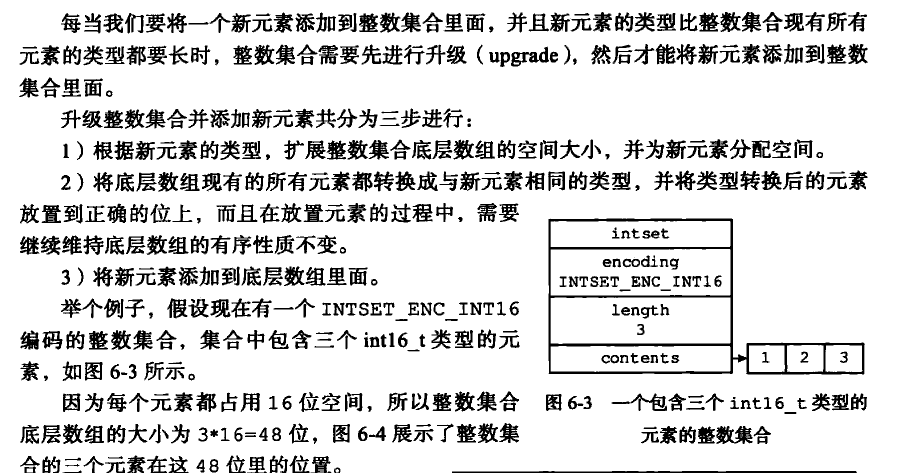 每当我们要将一个新元素添加到整数集合里面，并且新元素的类型比整数集合现有所有
元素的类型都要长时，整数集合需要先进行升级（upgrade），然后才能将新元素添加到整数
集合里面。
升级整数集合并添加新元素共分为三步进行：
1）根据新元素的类型，扩展整数集合底层数组的空间大小，并为新元素分配空间。
2）将底层数组现有的所有元素都转换成与新元素相同的类型，并将类型转换后的元素
放置到正确的位上，而且在放置元素的过程中，需要
继续维持底层数组的有序性质不变。
3）将新元素添加到底层数组里面。
举个例子，假设现在有一个 INTSET_ENC_INT16
编码的整数集合，集合中包含三个 int16_t 类型的元
素，如图 6-3 所示。
因为每个元素都占用 16 位空间，所以整数集合
底层数组的大小为 3*16=48 位，图 6-4 展示了整数集
合的三个元素在这 48 位里的位置。
intset
encoding
INTSET_ENC_INT16
length
3
contents
1 2 3
图 6-3 一个包含三个 int16_t 类型的
元素的整数集合